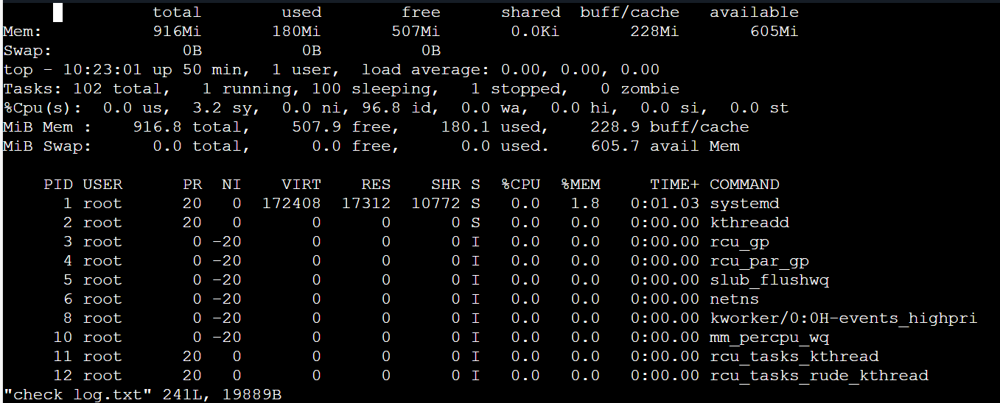 total        used        free      shared  buff/cache   available
Mem:           916Mi       180Mi       507Mi       0.0Ki       228Mi       605Mi
Swap:             0B          0B          0B
top - 10:23:01 up 50 min,  1 user,  load average: 0.00, 0.00, 0.00
Tasks: 102 total,   1 running, 100 sleeping,   1 stopped,   0 zombie
%Cpu(s):  0.0 us,  3.2 sy,  0.0 ni, 96.8 id,  0.0 wa,  0.0 hi,  0.0 si,  0.0 st
MiB Mem :    916.8 total,    507.9 free,    180.1 used,    228.9 buff/cache
MiB Swap:      0.0 total,      0.0 free,      0.0 used.    605.7 avail Mem

    PID USER      PR  NI    VIRT    RES    SHR S  %CPU  %MEM     TIME+ COMMAND
      1 root      20   0  172408  17312  10772 S   0.0   1.8   0:01.03 systemd
      2 root      20   0       0      0      0 S   0.0   0.0   0:00.00 kthreadd
      3 root       0 -20       0      0      0 I   0.0   0.0   0:00.00 rcu_gp
      4 root       0 -20       0      0      0 I   0.0   0.0   0:00.00 rcu_par_gp
      5 root       0 -20       0      0      0 I   0.0   0.0   0:00.00 slub_flushwq
      6 root       0 -20       0      0      0 I   0.0   0.0   0:00.00 netns
      8 root       0 -20       0      0      0 I   0.0   0.0   0:00.00 kworker/0:0H-events_highpri
     10 root       0 -20       0      0      0 I   0.0   0.0   0:00.00 mm_percpu_wq
     11 root      20   0       0      0      0 I   0.0   0.0   0:00.00 rcu_tasks_kthread
     12 root      20   0       0      0      0 I   0.0   0.0   0:00.00 rcu_tasks_rude_kthread
"check log.txt" 241L, 19889B